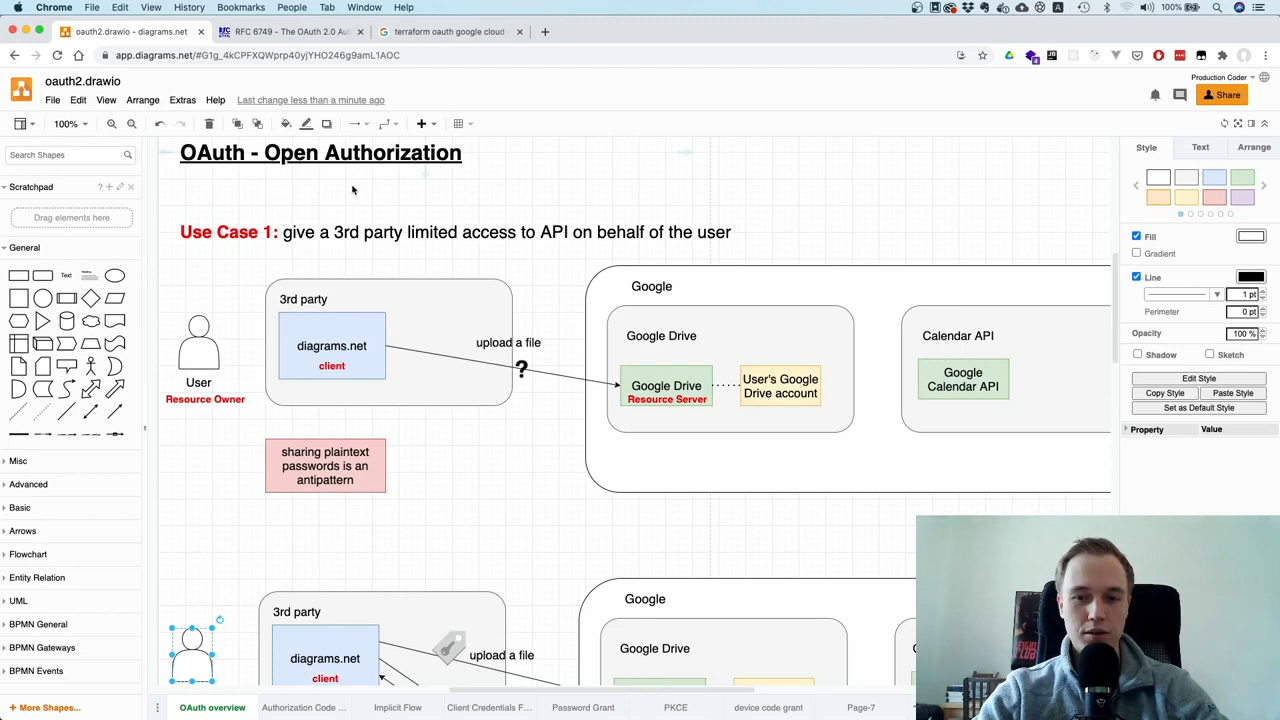 Chrome File Edit View History Bookmarks People Tab Window Help
100%
oauth2.drawio - diagrams.net
RFC 6749 - The OAuth 2.0 Aut
terraform oauth google cloud -
app.diagrams.net/#G1g_4kCPFXQWprp40yjYHO246g9amL1AOC
oauth2.drawio
Production Coder
File Edit View Arrange Extras Help Last change less than a minute ago
Share
100%
Search Shapes
Scratchpad
Drag elements here
General
Text
Heading
Misc
Advanced
Basic
Arrows
Flowchart
Entity Relation
UML
BPMN General
BPMN Gateways
BPMN Events
+ More Shapes...
OAuth - Open Authorization
Use Case 1: give a 3rd party limited access to API on behalf of the user
User
Resource Owner
3rd party
diagrams.net
client
upload a file
?
sharing plaintext
passwords is an
antipattern
Google
Google Drive
Google Drive
Resource Server
User's Google
Drive account
Calendar API
Google
Calendar API
3rd party
diagrams.net
client
upload a file
Google
Google Drive
Style Text Arrange
Fill
Gradient
Line
1 pt
Perimeter
0 pt
Opacity
100 %
Shadow
Sketch
Edit Style
Copy Style
Paste Style
Set as Default Style
Property Value
OAuth overview
Authorization Code ...
Implicit Flow
Client Credentials F...
Password Grant
PKCE
device code grant
Page-7